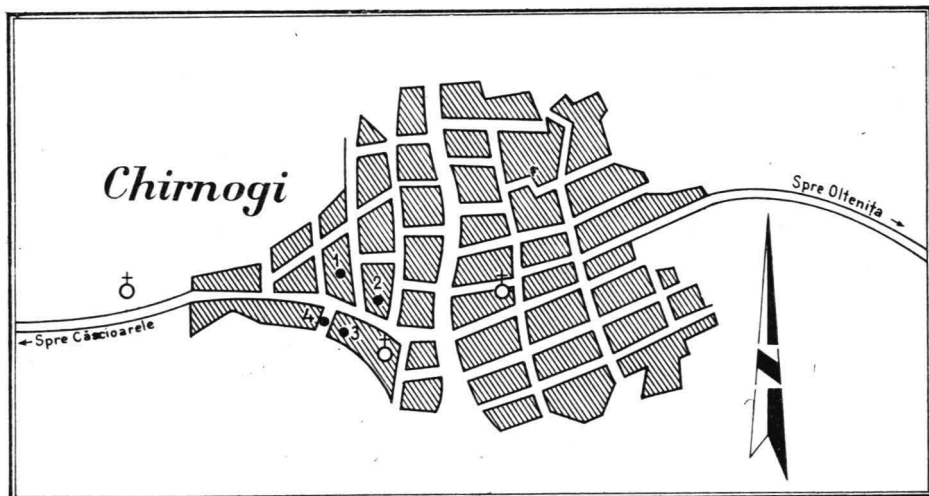 Chirnogi
Spre Oltenița →
1
2
4
3
← Spre Căscioarele
N